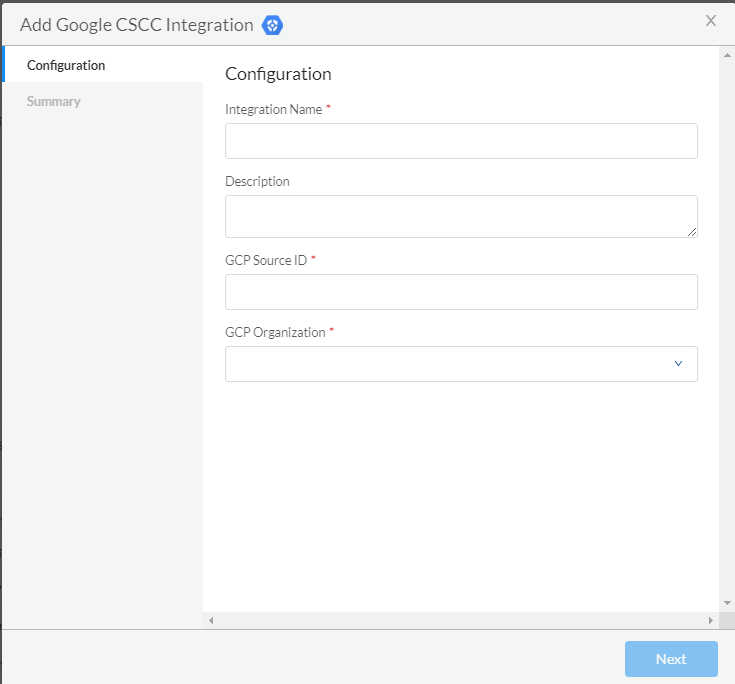 Add Google CSCC Integration
X
Configuration
Summary
Configuration
Integration Name *
Description
GCP Source ID *
GCP Organization *
Next